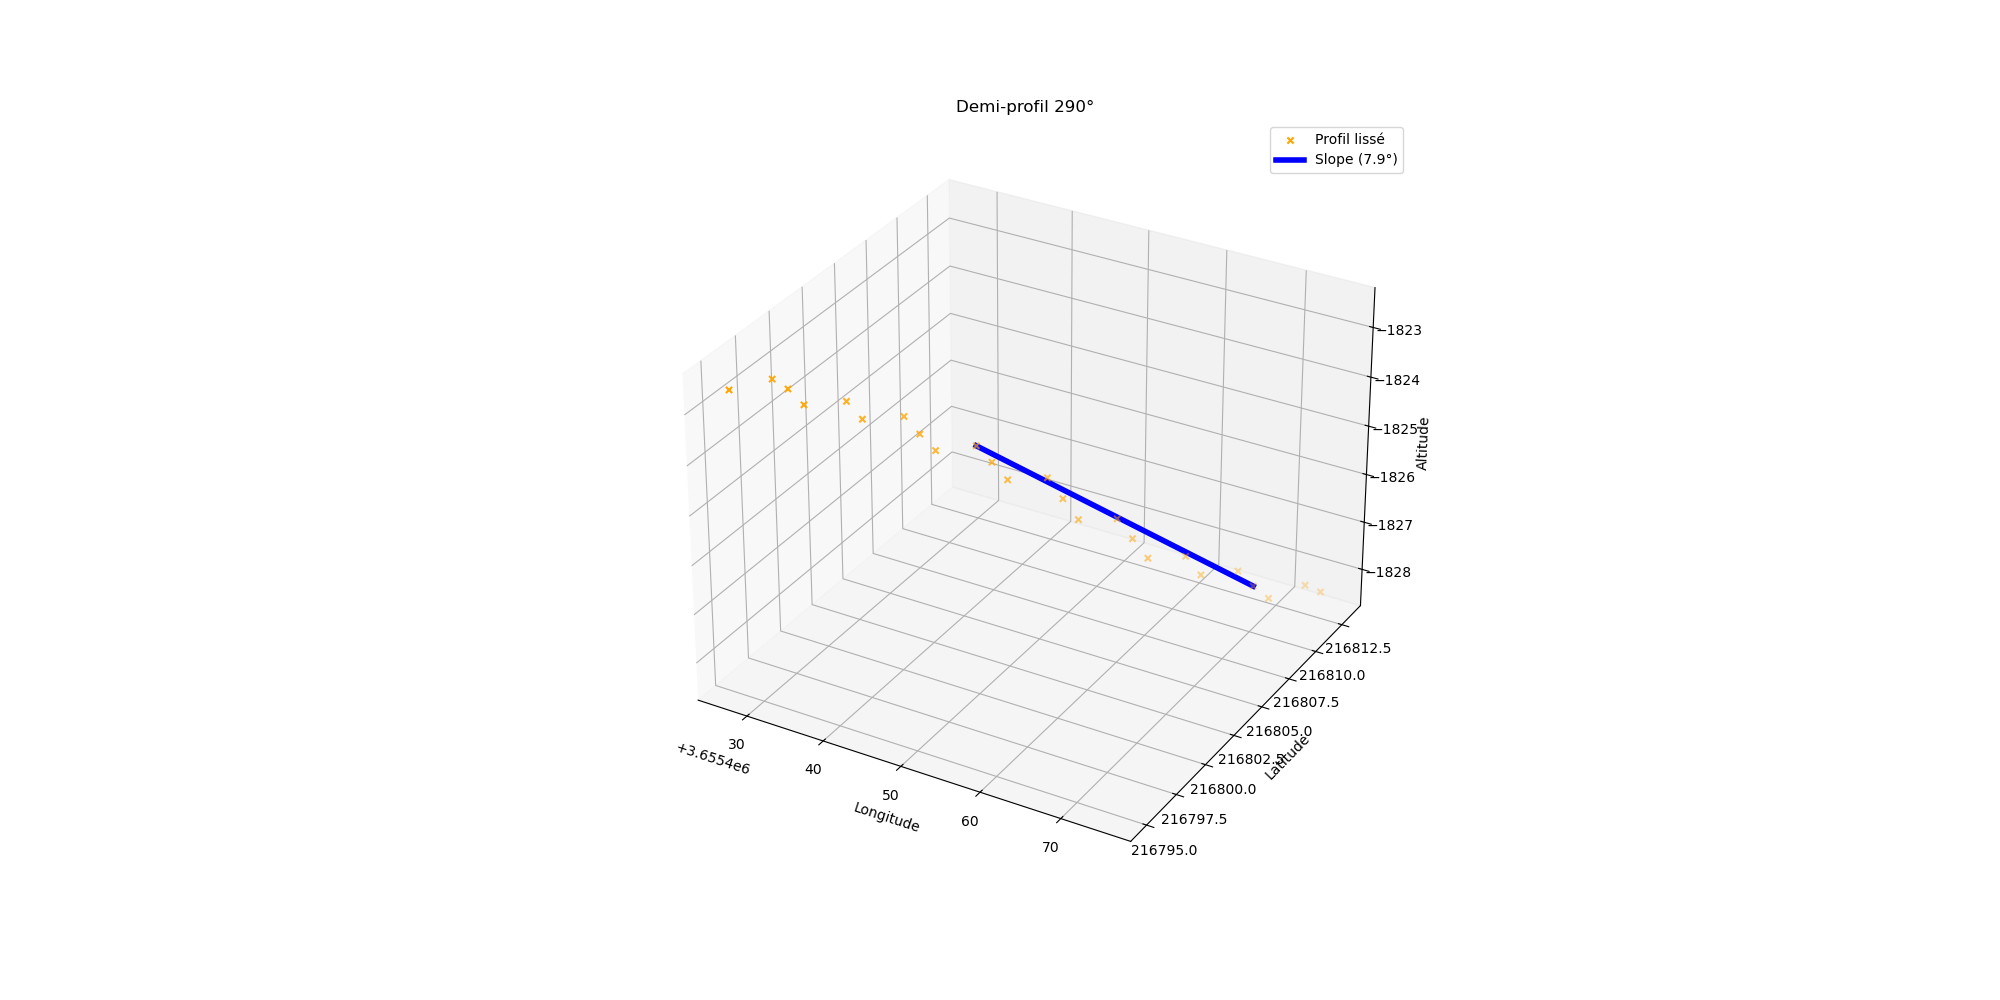 Demi-profil 290°
Profil lissé
Slope (7.9°)
−1823
−1824
−1825
−1826
−1827
−1828
Altitude
216812.5
216810.0
216807.5
216805.0
216802.5
216800.0
216797.5
216795.0
Latitude
30
40
50
60
70
+3.6554e6
Longitude